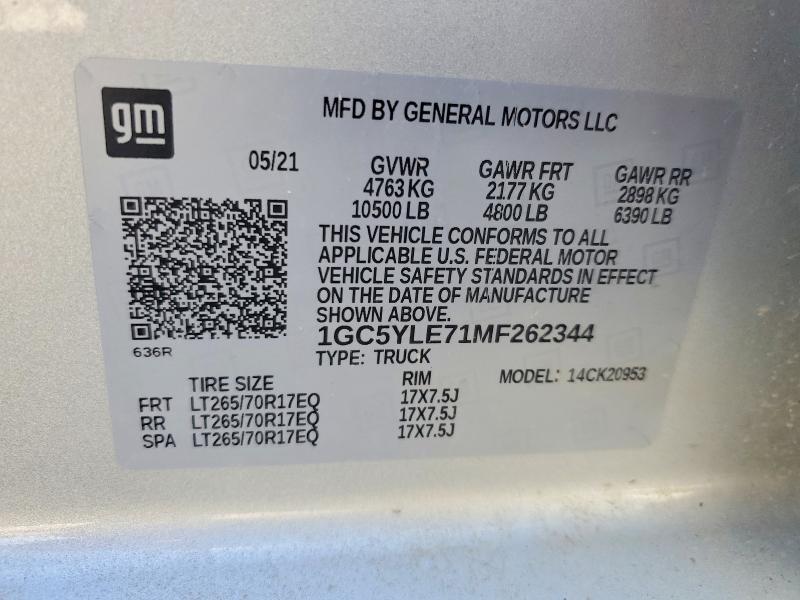 gm
MFD BY GENERAL MOTORS LLC
05/21 GVWR GAWR FRT GAWR RR
4763 KG 2177 KG 2898 KG
10500 LB 4800 LB 6390 LB
THIS VEHICLE CONFORMS TO ALL
APPLICABLE U.S. FEDERAL MOTOR
VEHICLE SAFETY STANDARDS IN EFFECT
ON THE DATE OF MANUFACTURE
SHOWN ABOVE.
1GC5YLE71MF262344
636R
TYPE: TRUCK
TIRE SIZE RIM MODEL: 14CK20953
FRT LT265/70R17EQ 17X7.5J
RR LT265/70R17EQ 17X7.5J
SPA LT265/70R17EQ 17X7.5J